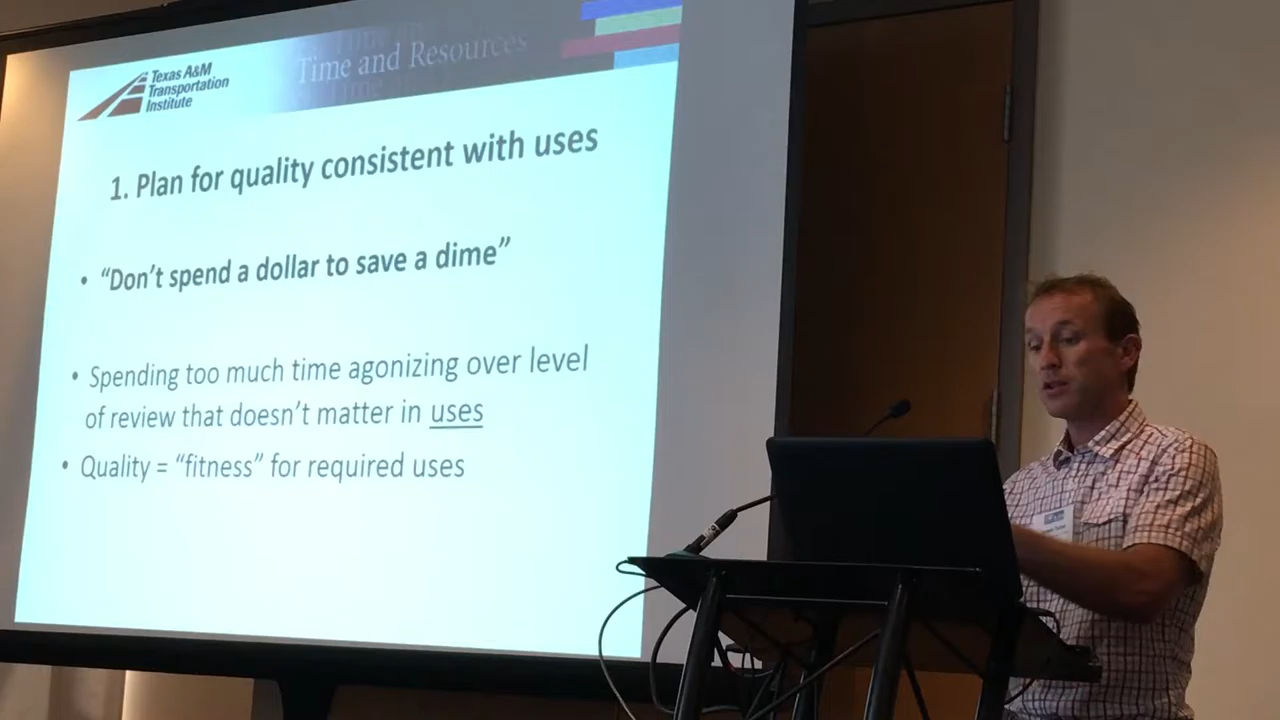 Texas A&M
Transportation
Institute
Time and Resources
1. Plan for quality consistent with uses
• “Don’t spend a dollar to save a dime”
• Spending too much time agonizing over level
of review that doesn’t matter in uses
• Quality = “fitness” for required uses